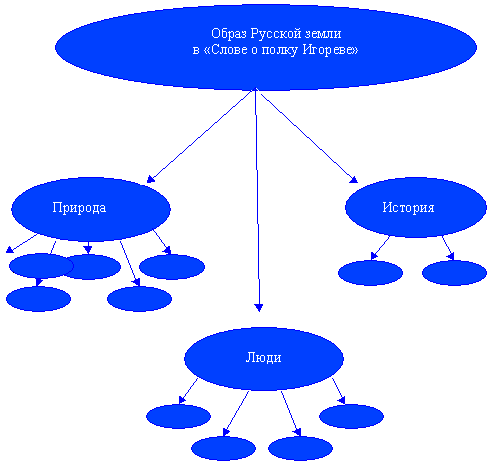 Образ Русской земли
в «Слове о полку Игореве»
Природа
История
Люди